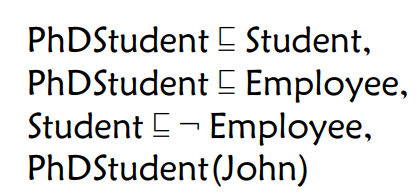 PhDStudent ⊑ Student,
PhDStudent ⊑ Employee,
Student ⊑ ¬ Employee,
PhDStudent(John)